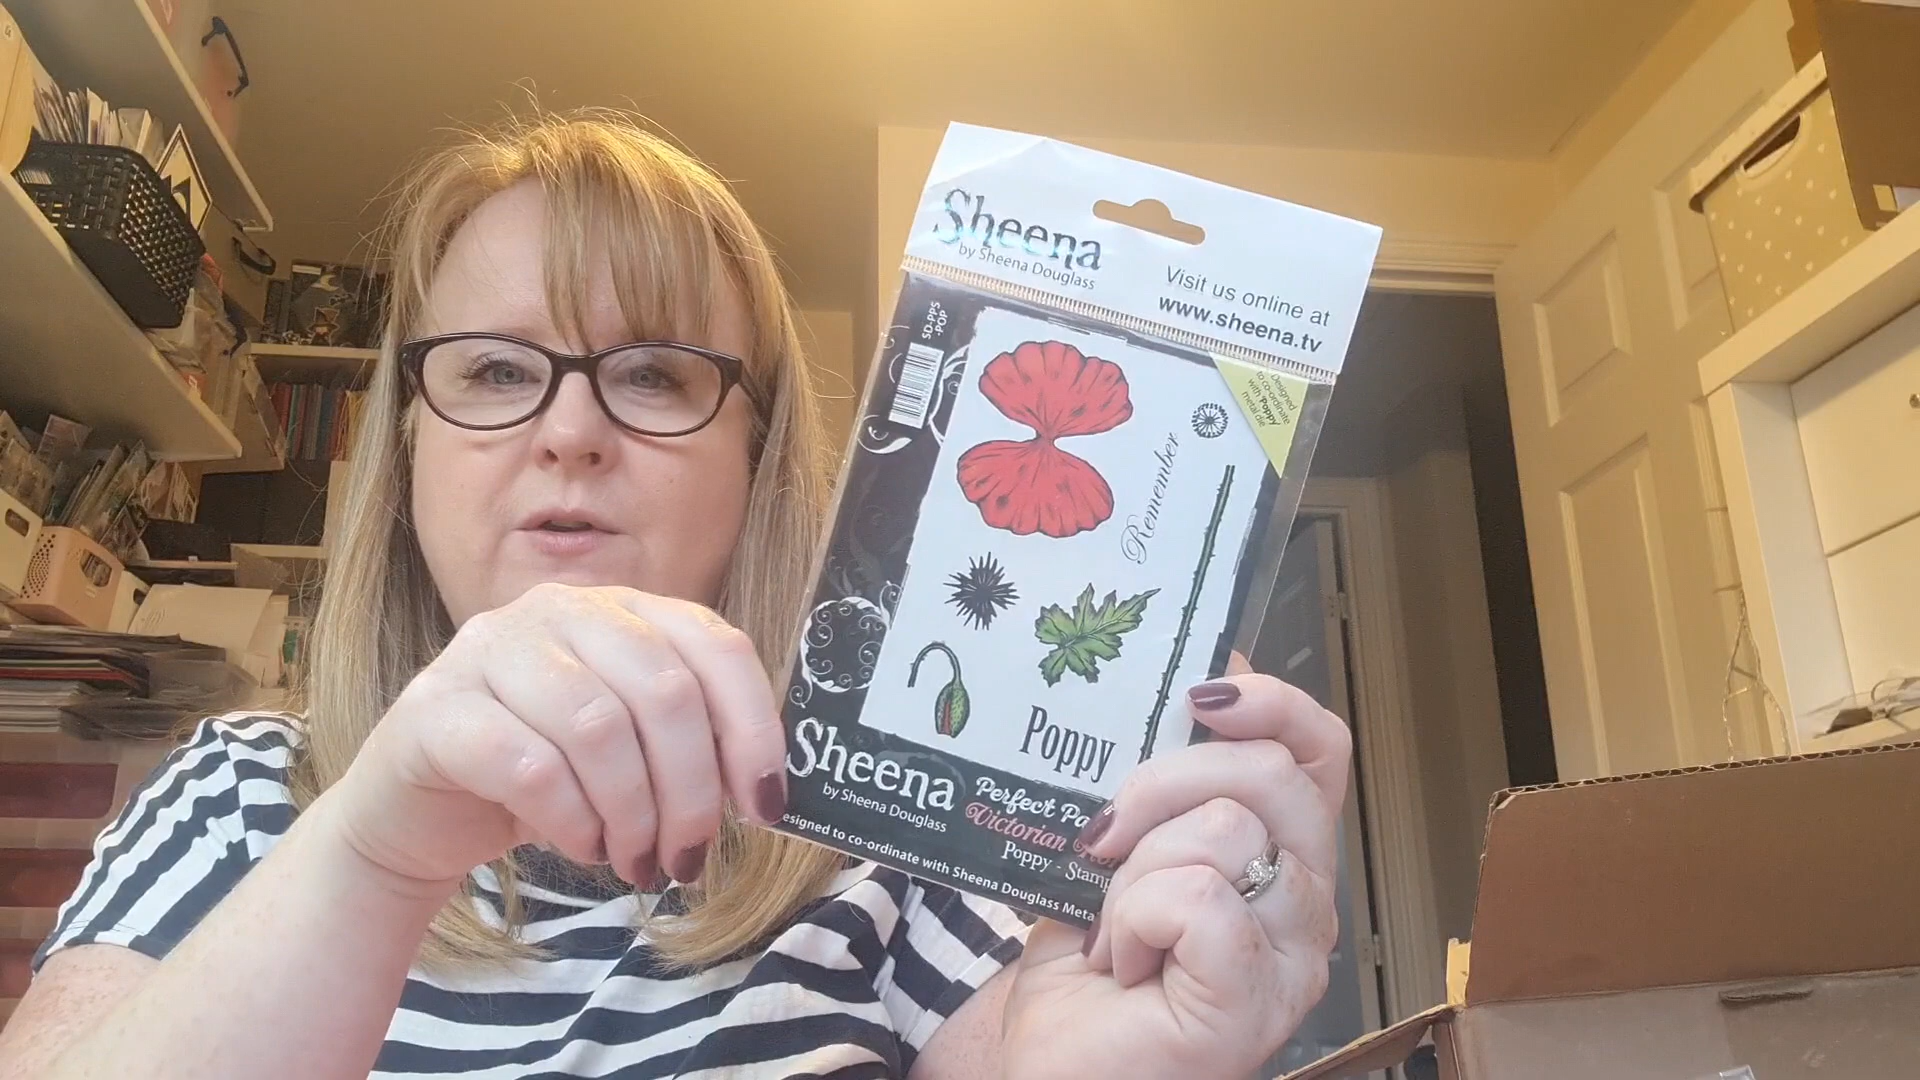 Sheena
by Sheena Douglass
Visit us online at
www.sheena.tv
SD-PPS
-POP
Designed
to co-ordinate
with 'Poppy'
metal die
Remember
Poppy
Sheena
by Sheena Douglass
Perfect Pa
Victorian
Poppy - Stamp
esigned to co-ordinate with Sheena Douglass Meta